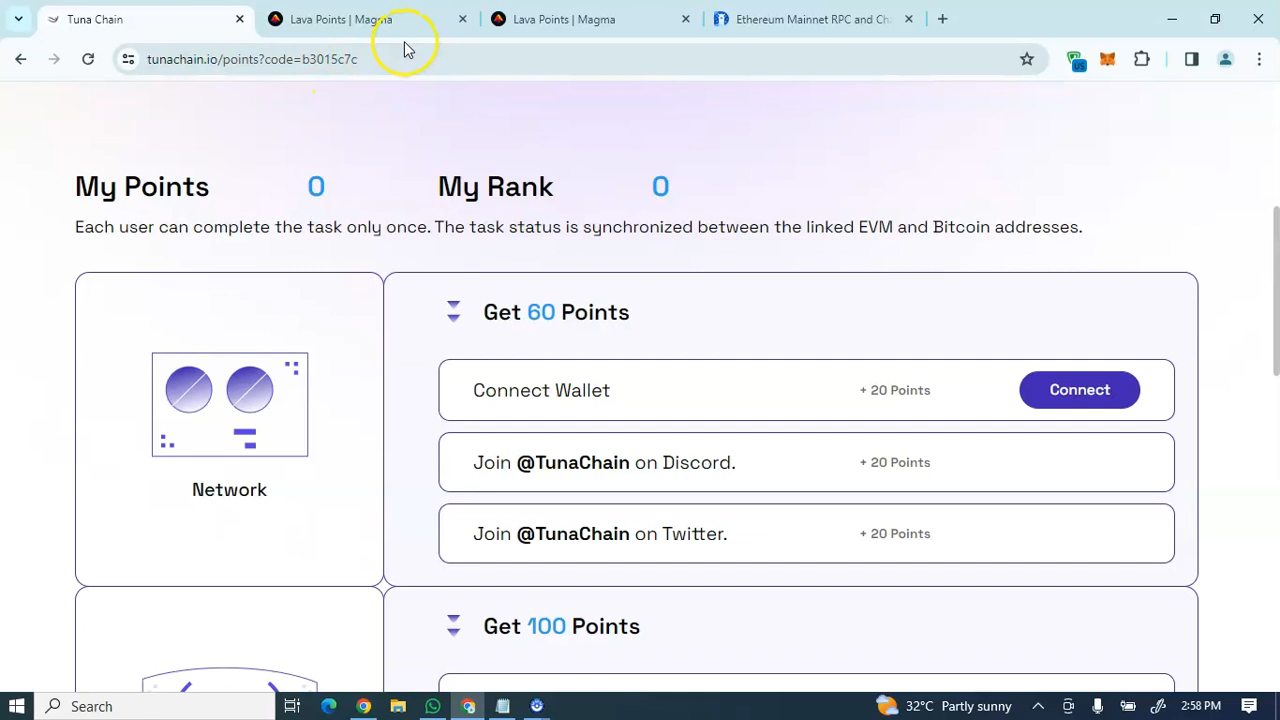 Tuna Chain
Lava Points | Magma
Lava Points | Magma
Ethereum Mainnet RPC and Cha
tunachain.io/points?code=b3015c7c
US
My Points 0
My Rank 0
Each user can complete the task only once. The task status is synchronized between the linked EVM and Bitcoin addresses.
Network
Get 60 Points
Connect Wallet + 20 Points Connect
Join @TunaChain on Discord. + 20 Points
Join @TunaChain on Twitter. + 20 Points
Get 100 Points
Search
32°C Partly sunny
2:58 PM